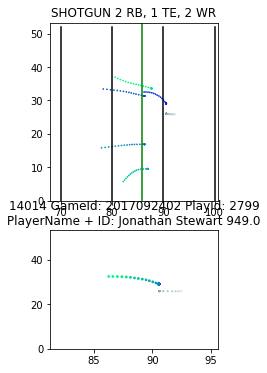 SHOTGUN 2 RB, 1 TE, 2 WR
50
40
30
20
10
0
70 80 90 100
14014 GameId: 2017092402 PlayId: 2799
PlayerName + ID: Jonathan Stewart 949.0
40
20
0
85 90 95